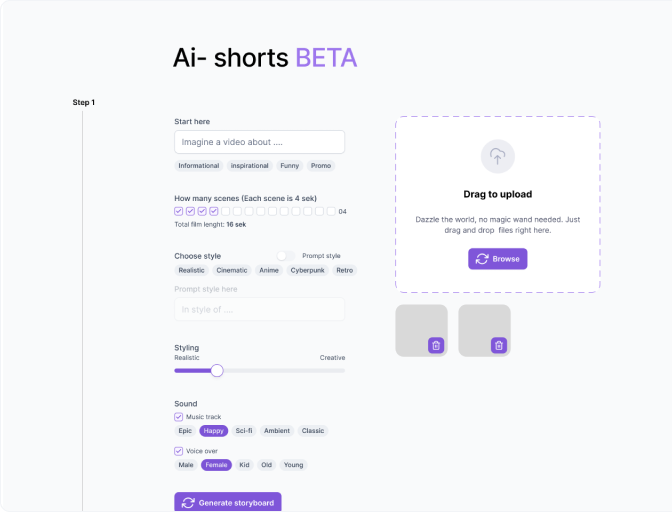 Ai- shorts BETA
Step 1
Start here
Imagine a video about ....
Informational Inspirational Funny Promo
How many scenes (Each scene is 4 sek)
04
Total film lenght: 16 sek
Choose style Prompt style
Realistic Cinematic Anime Cyberpunk Retro
Prompt style here
In style of ....
Styling
Realistic Creative
Sound
Music track
Epic Happy Sci-fi Ambient Classic
Voice over
Male Female Kid Old Young
Generate storyboard
Drag to upload
Dazzle the world, no magic wand needed. Just
drag and drop files right here.
Browse